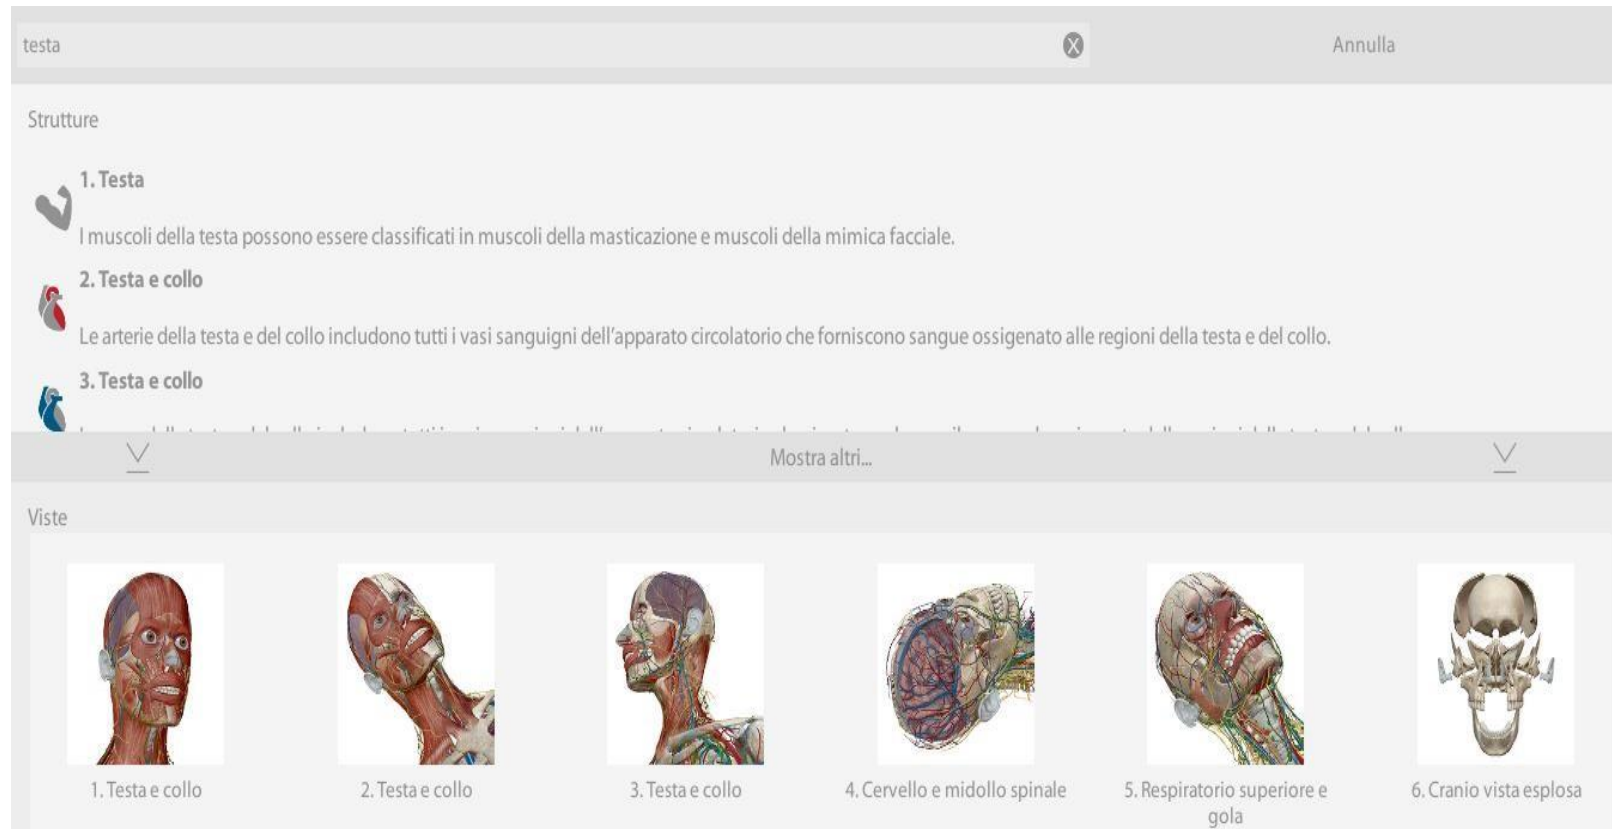 testa
X
Annulla
Strutture
1. Testa
I muscoli della testa possono essere classificati in muscoli della masticazione e muscoli della mimica facciale.
2. Testa e collo
Le arterie della testa e del collo includono tutti i vasi sanguigni dell'apparato circolatorio che forniscono sangue ossigenato alle regioni della testa e del collo.
3. Testa e collo
Mostra altri...
Viste
1. Testa e collo
2. Testa e collo
3. Testa e collo
4. Cervello e midollo spinale
5. Respiratorio superiore e
gola
6. Cranio vista esplosa